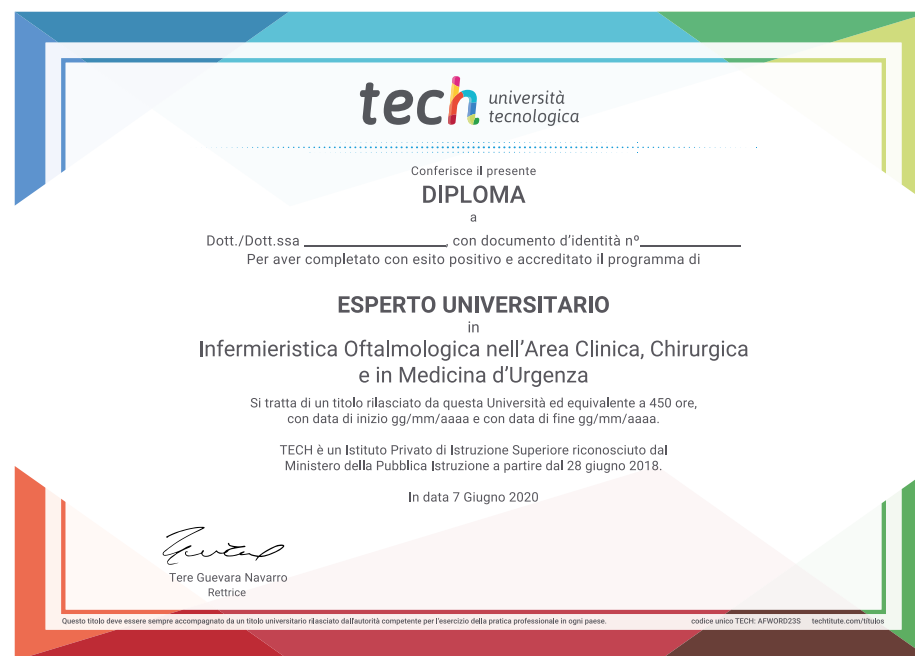 tech università
tecnologica
Conferisce il presente
DIPLOMA
a
Dott./Dott.ssa ____________________, con documento d'identità nº______________
Per aver completato con esito positivo e accreditato il programma di
ESPERTO UNIVERSITARIO
in
Infermieristica Oftalmologica nell'Area Clinica, Chirurgica
e in Medicina d'Urgenza
Si tratta di un titolo rilasciato da questa Università ed equivalente a 450 ore,
con data di inizio gg/mm/aaaa e con data di fine gg/mm/aaaa.
TECH è un Istituto Privato di Istruzione Superiore riconosciuto dal
Ministero della Pubblica Istruzione a partire dal 28 giugno 2018.
In data 7 Giugno 2020
Tere Guevara Navarro
Rettrice
Questo titolo deve essere sempre accompagnato da un titolo universitario rilasciato dall'autorità competente per l'esercizio della pratica professionale in ogni paese. codice unico TECH: AFWORD23S techtitute.com/títulos